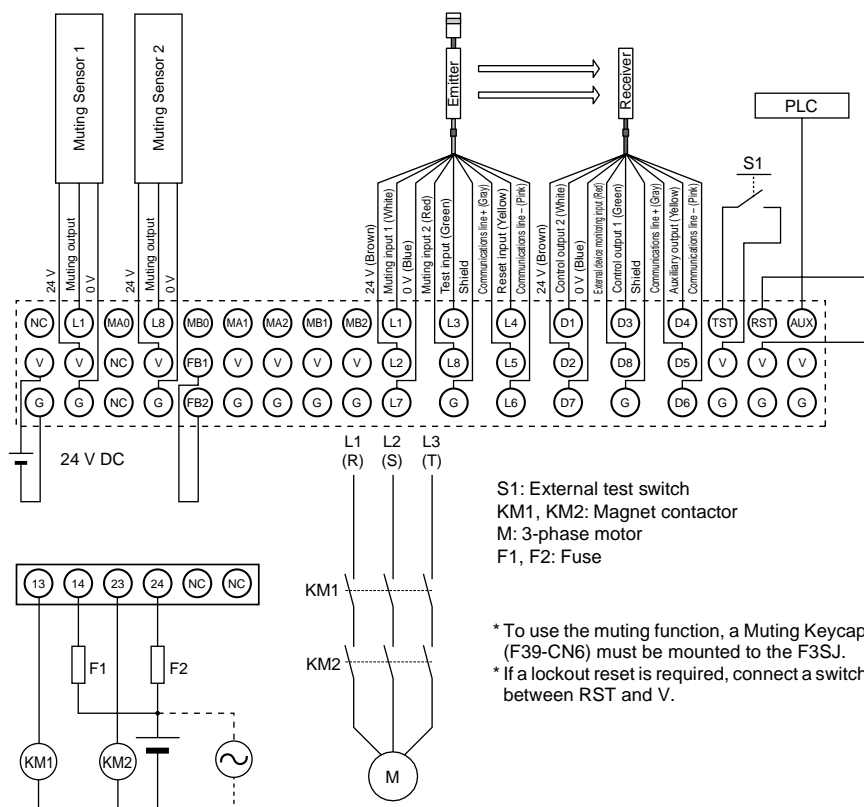 Muting Sensor 1
Muting Sensor 2
Emitter
Receiver
PLC
S1
24 V
Muting output
0 V
24 V
Muting output
0 V
24 V (Brown)
Muting input 1 (White)
0 V (Blue)
Muting input 2 (Red)
Test input (Green)
Shield
Communications line+ (Gray)
Reset input (Yellow)
Communications line – (Pink)
24 V (Brown)
Control output 2 (White)
0 V (Blue)
External device monitoring input (Red)
Control output 1 (Green)
Shield
Communications line + (Gray)
Auxiliary output (Yellow)
Communications line – (Pink)
NC L1 MA0 L8 MB0 MA1 MA2 MB1 MB2 L1 L3 L4 D1 D3 D4 TST RST AUX
V V NC V FB1 V V V V L2 L8 L5 D2 D8 D5 V V V
G G NC G FB2 G G G G L7 G L6 D7 G D6 G G G
24 V DC
L1 L2 L3
(R) (S) (T)
S1: External test switch
KM1, KM2: Magnet contactor
M: 3-phase motor
F1, F2: Fuse
13 14 23 24 NC NC
KM1
F1 F2
KM2
* To use the muting function, a Muting Keycap
(F39-CN6) must be mounted to the F3SJ.
* If a lockout reset is required, connect a switch
between RST and V.
KM1 KM2
M